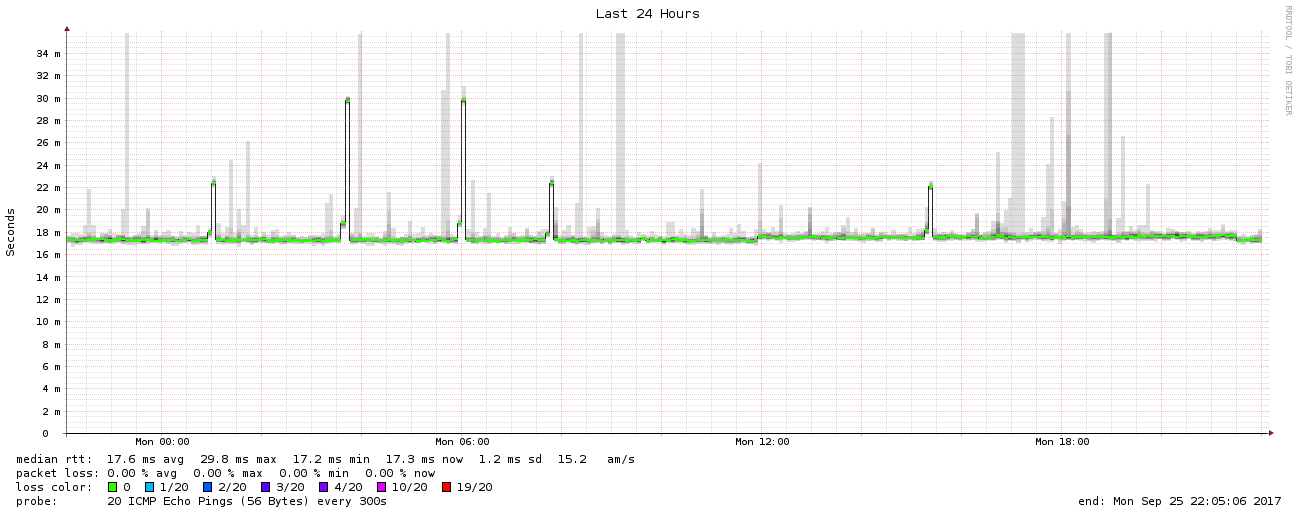 Last 24 Hours
RRDTOOL / TOBI OETIKER
Seconds
34 m
32 m
30 m
28 m
26 m
24 m
22 m
20 m
18 m
16 m
14 m
12 m
10 m
8 m
6 m
4 m
2 m
0
Mon 00:00 Mon 06:00 Mon 12:00 Mon 18:00
median rtt: 17.6 ms avg 29.8 ms max 17.2 ms min 17.3 ms now 1.2 ms sd 15.2 am/s
packet loss: 0.00 % avg 0.00 % max 0.00 % min 0.00 % now
loss color: 0 1/20 2/20 3/20 4/20 10/20 19/20
probe: 20 ICMP Echo Pings (56 Bytes) every 300s end: Mon Sep 25 22:05:06 2017